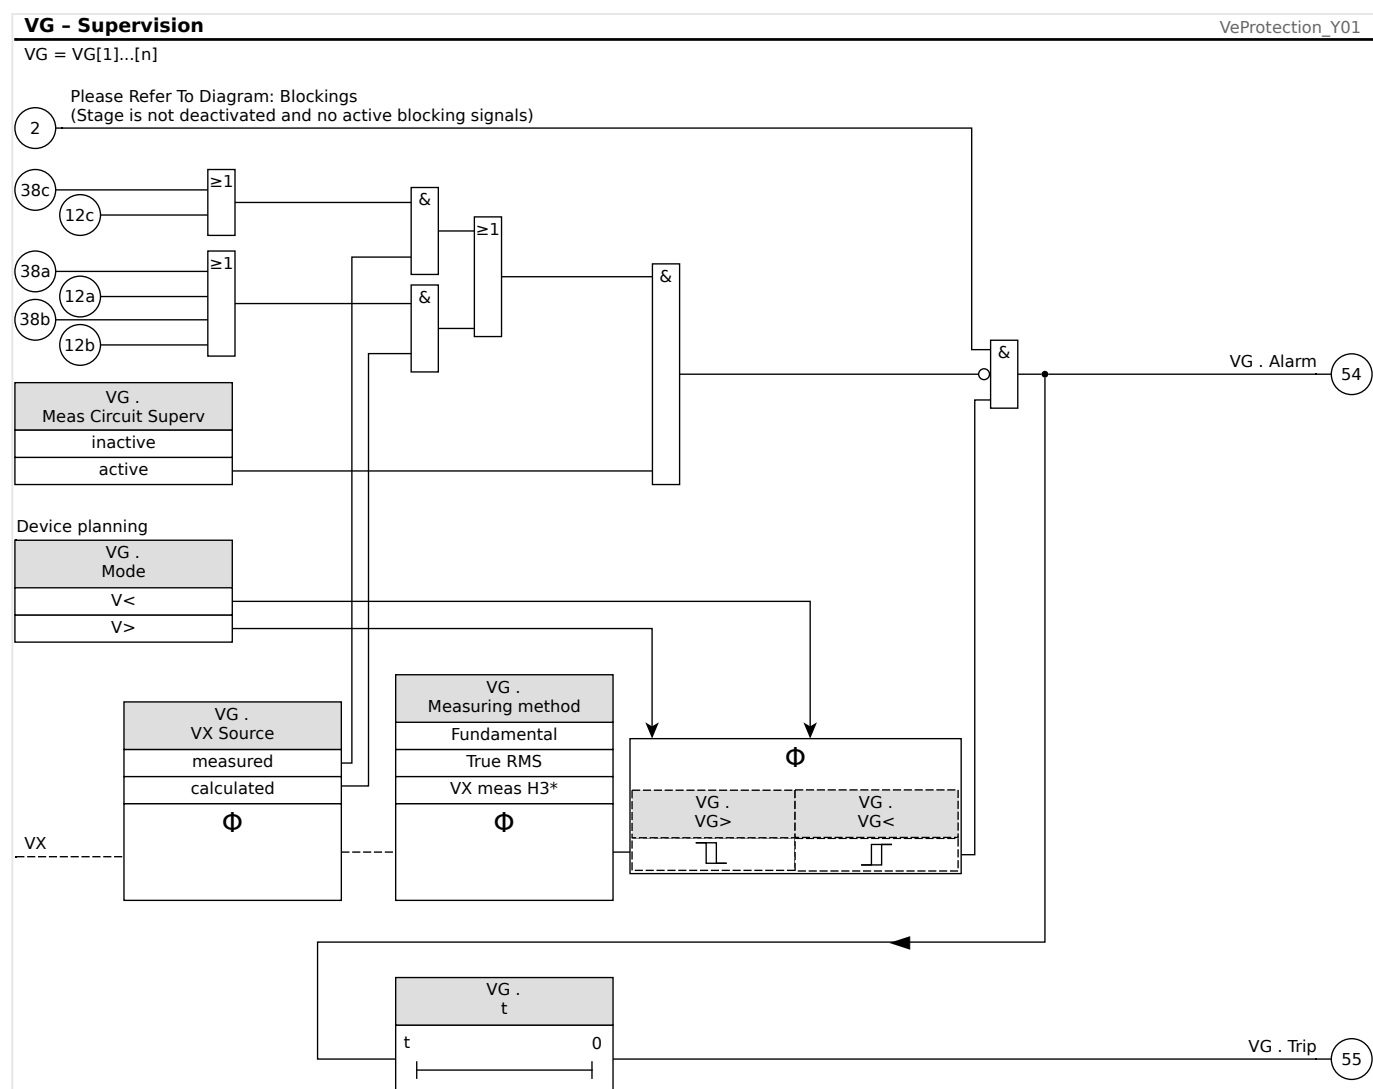 VG – Supervision
VeProtection_Y01
VG = VG[1]...[n]
Please Refer To Diagram: Blockings
(Stage is not deactivated and no active blocking signals)
2
38c
12c
≥1
&
≥1
38a
12a
38b
12b
≥1
&
&
&
VG . Alarm
54
VG .
Meas Circuit Superv
inactive
active
Device planning
VG .
Mode
V<
V>
VG .
VX Source
measured
calculated
Φ
VX
VG .
Measuring method
Fundamental
True RMS
VX meas H3*
Φ
Φ
VG .
VG>
VG .
VG<
VG .
t
t
0
VG . Trip
55